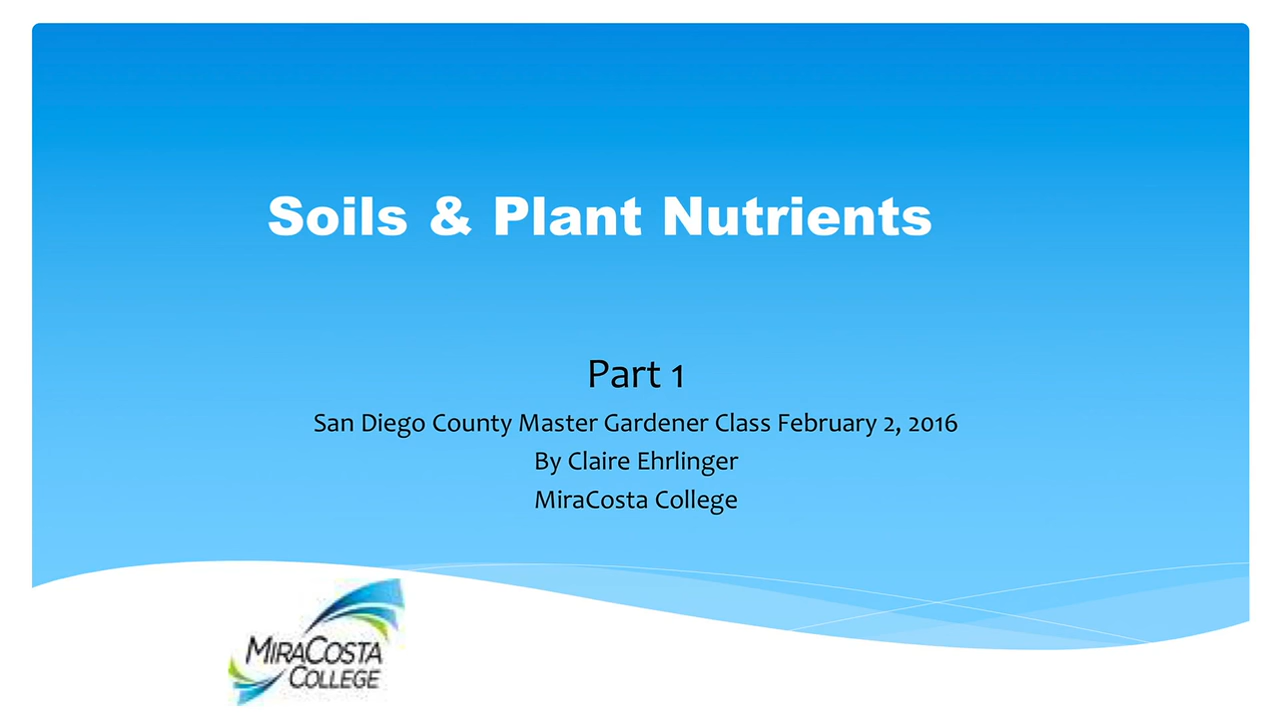 Soils & Plant Nutrients
Part 1
San Diego County Master Gardener Class February 2, 2016
By Claire Ehrlinger
MiraCosta College
MIRACOSTA
COLLEGE